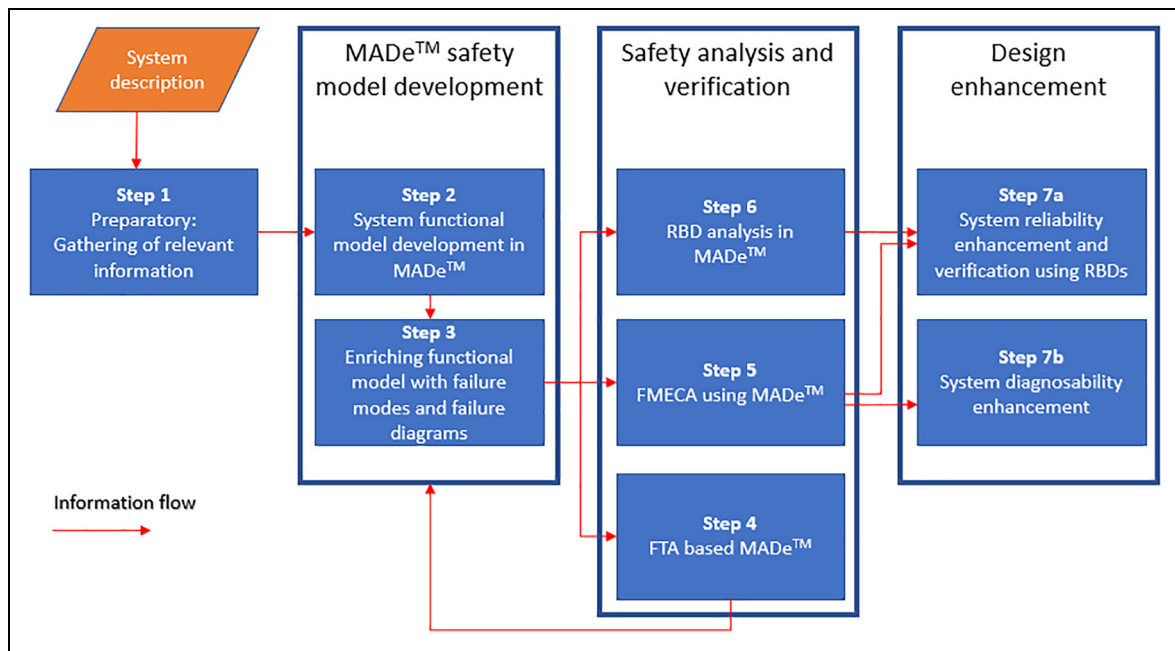 System
description
MADe™ safety
model development
Safety analysis and
verification
Design
enhancement
Step 1
Preparatory:
Gathering of relevant
information
Step 2
System functional
model development in
MADe™
Step 3
Enriching functional
model with failure
modes and failure
diagrams
Step 6
RBD analysis in
MADe™
Step 5
FMECA using MADe™
Step 4
FTA based MADe™
Step 7a
System reliability
enhancement and
verification using RBDs
Step 7b
System diagnosability
enhancement
Information flow